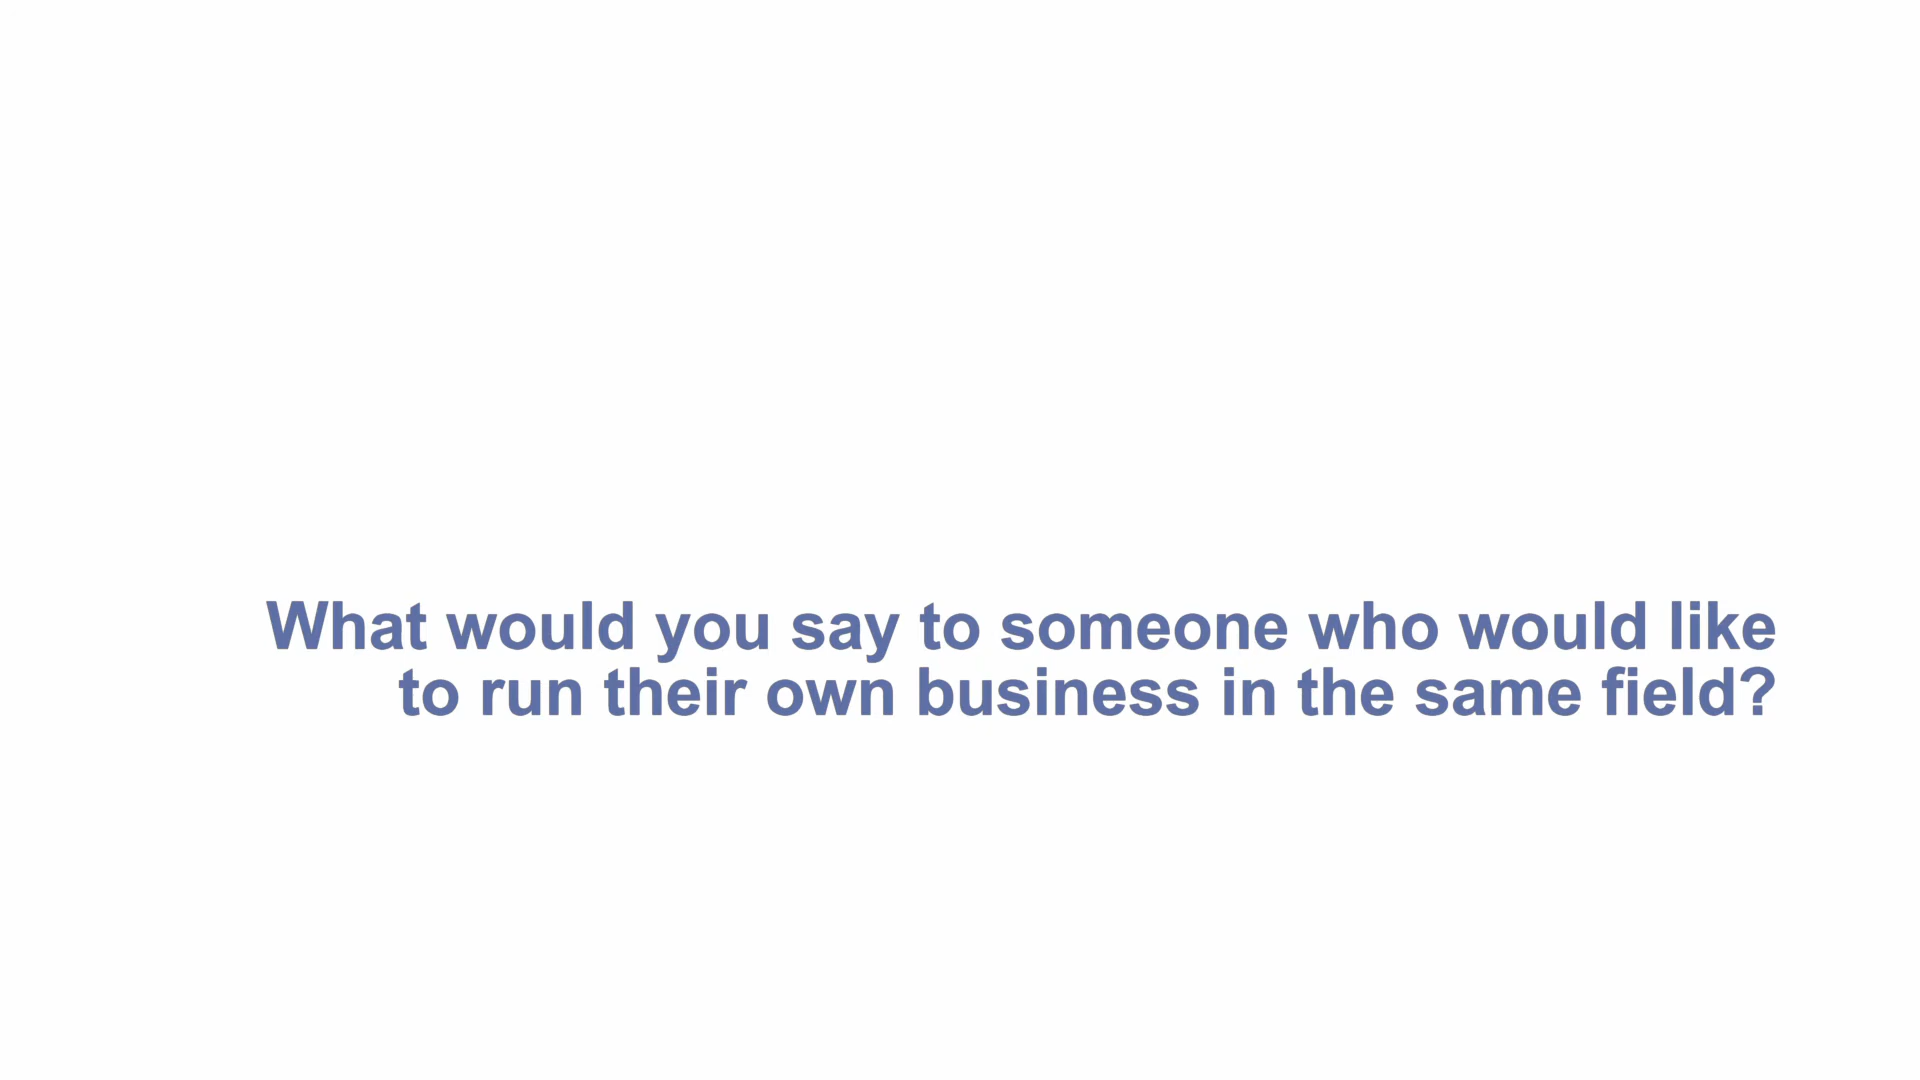 What would you say to someone who would like
to run their own business in the same field?